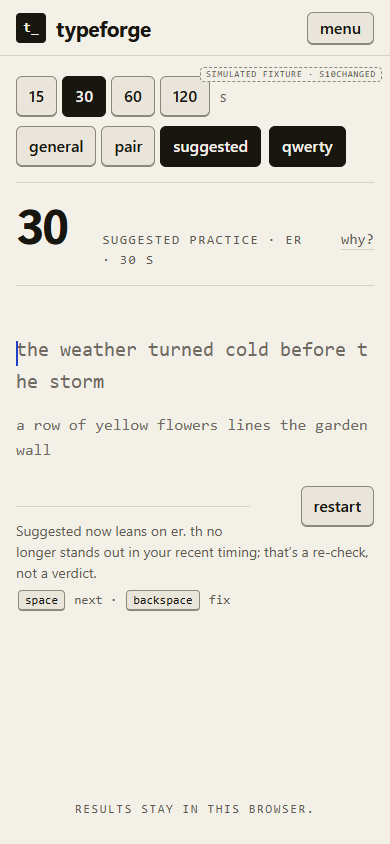 t_ typeforge menu
SIMULATED FIXTURE · S10CHANGED
15 30 60 120 s
general pair suggested qwerty
30 SUGGESTED PRACTICE · ER why?
· 30 S
the weather turned cold before t
he storm
a row of yellow flowers lines the garden
wall
restart
Suggested now leans on er. th no
longer stands out in your recent timing; that's a re-check,
not a verdict.
space next · backspace fix
RESULTS STAY IN THIS BROWSER.